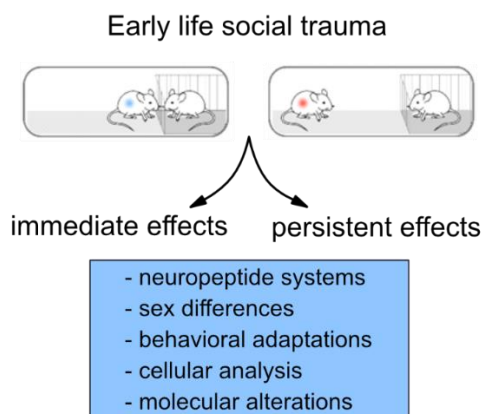 Early life social trauma
immediate effects
persistent effects
- neuropeptide systems
- sex differences
- behavioral adaptations
- cellular analysis
- molecular alterations